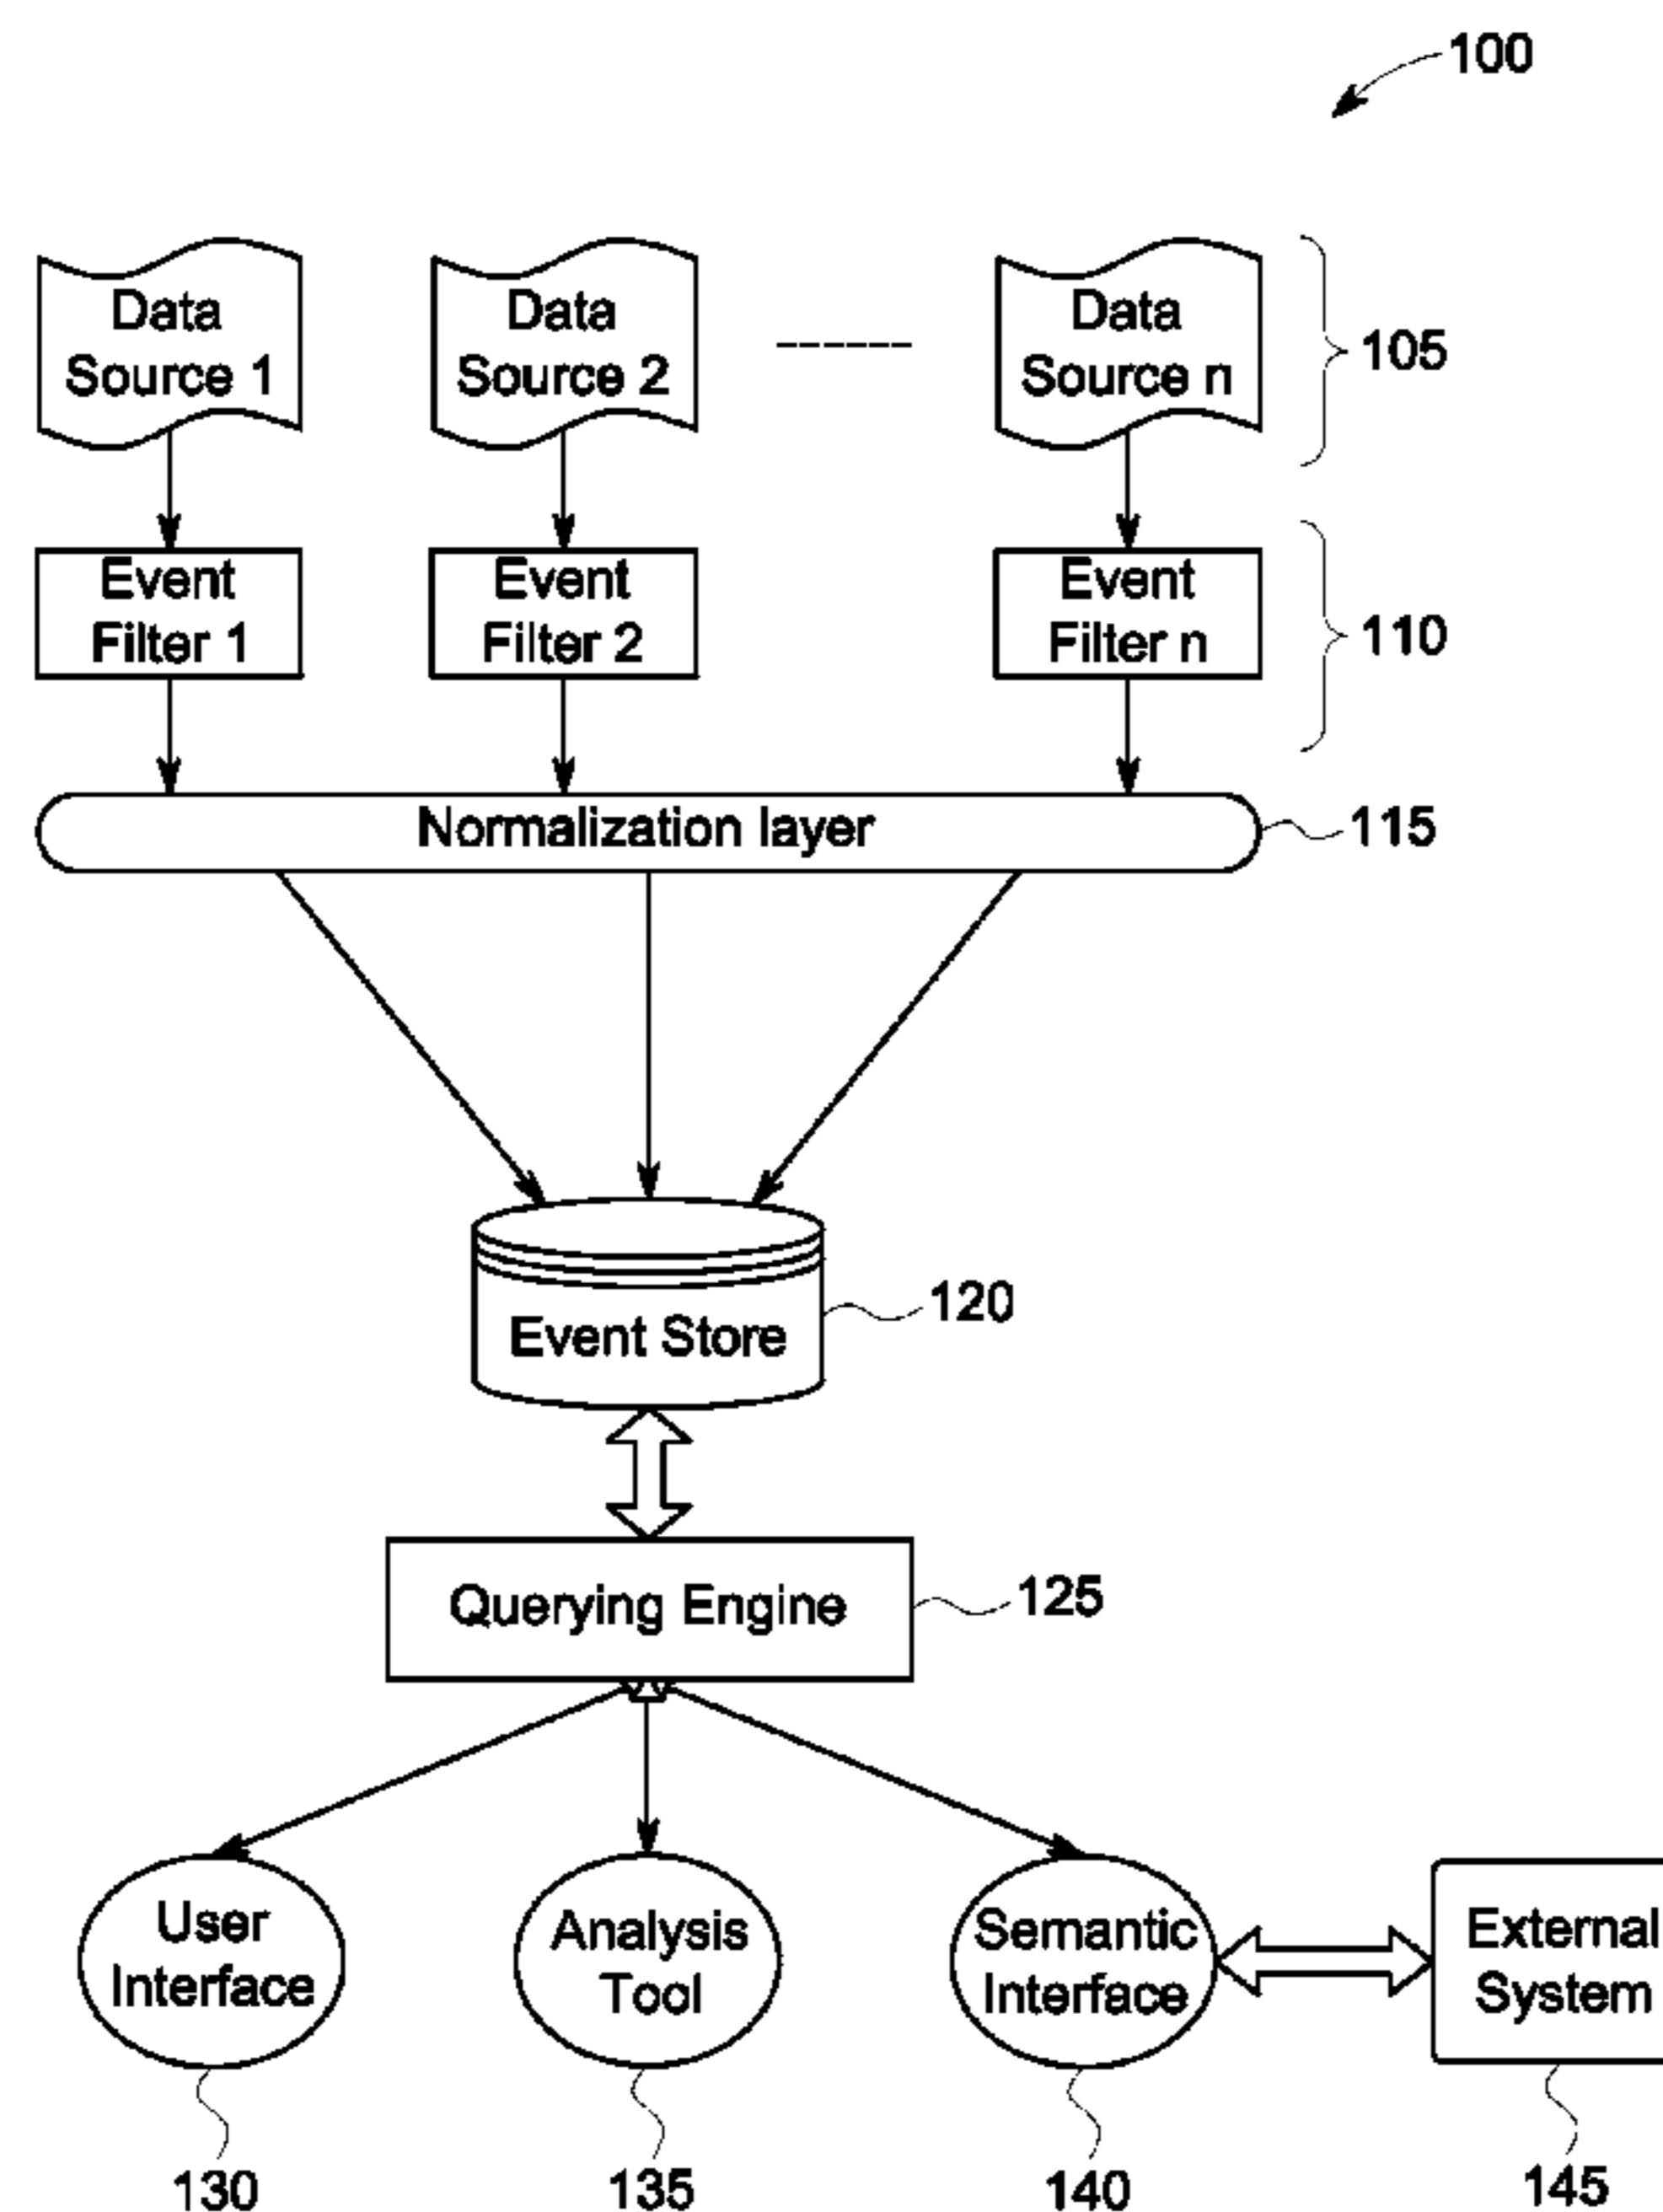 100
Data
Source 1
Data
Source 2
Data
Source n
105
Event
Filter 1
Event
Filter 2
Event
Filter n
110
Normalization layer
115
Event Store
120
Querying Engine
125
User
Interface
Analysis
Tool
Semantic
Interface
External
System
130
135
140
145